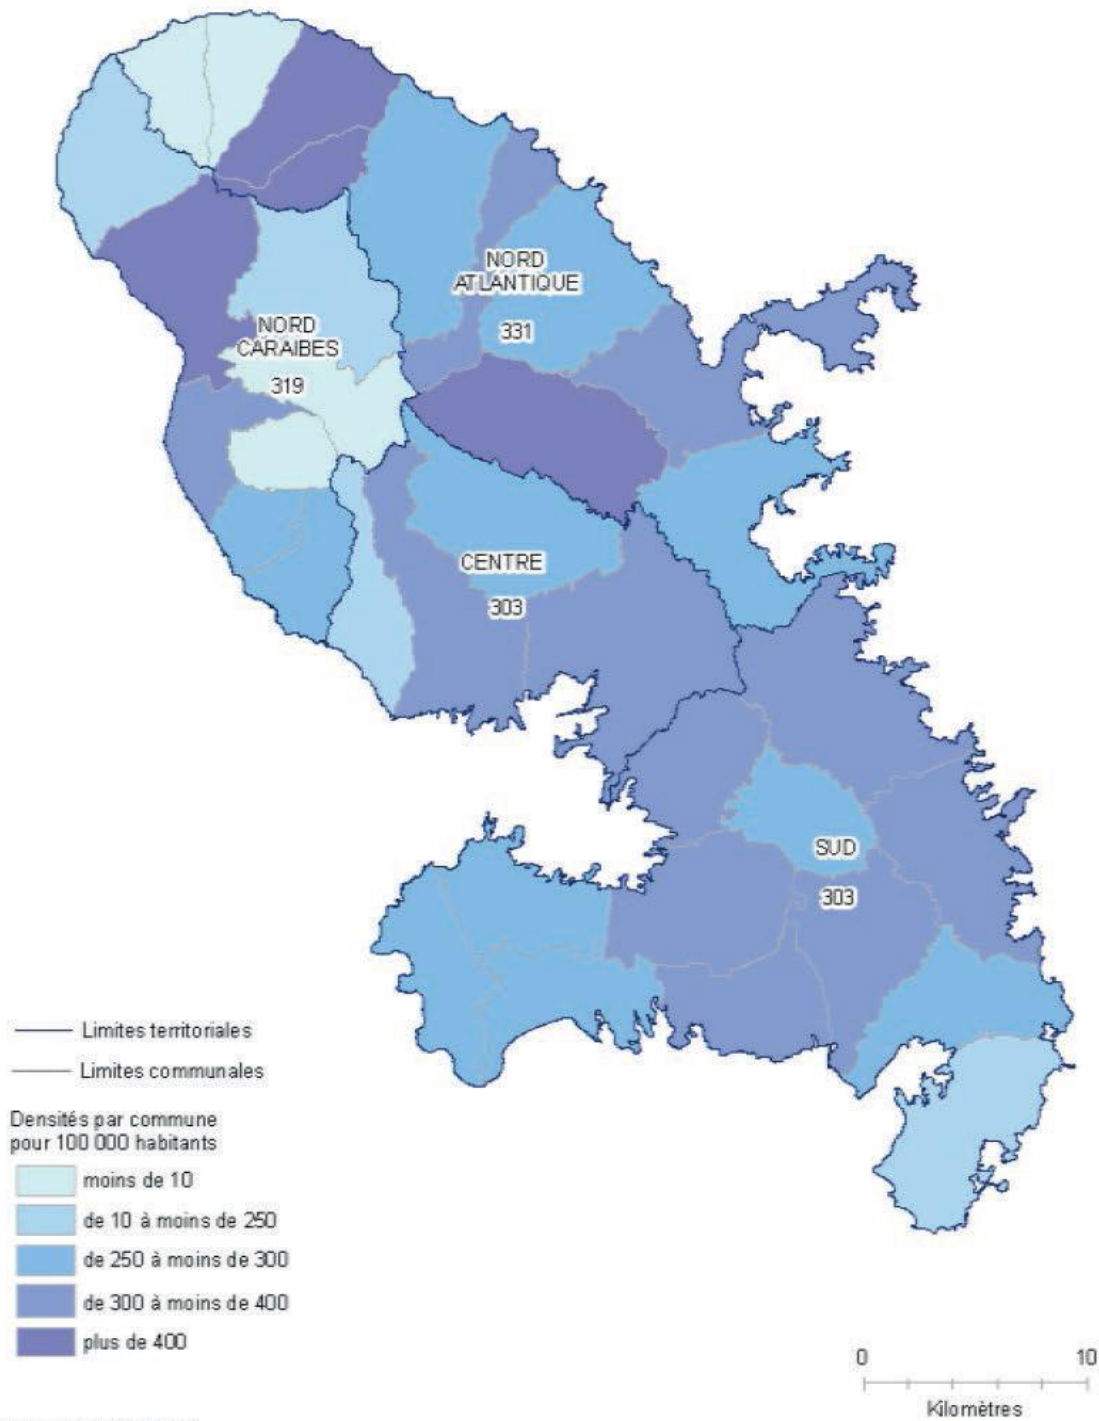 NORD
ATLANTIQUE
331
NORD
CARAIBES
319
CENTRE
303
SUD
303
Limites territoriales
Limites communales
Densités par commune
pour 100 000 habitants
moins de 10
de 10 à moins de 250
de 250 à moins de 300
de 300 à moins de 400
plus de 400
0 10
Kilomètres